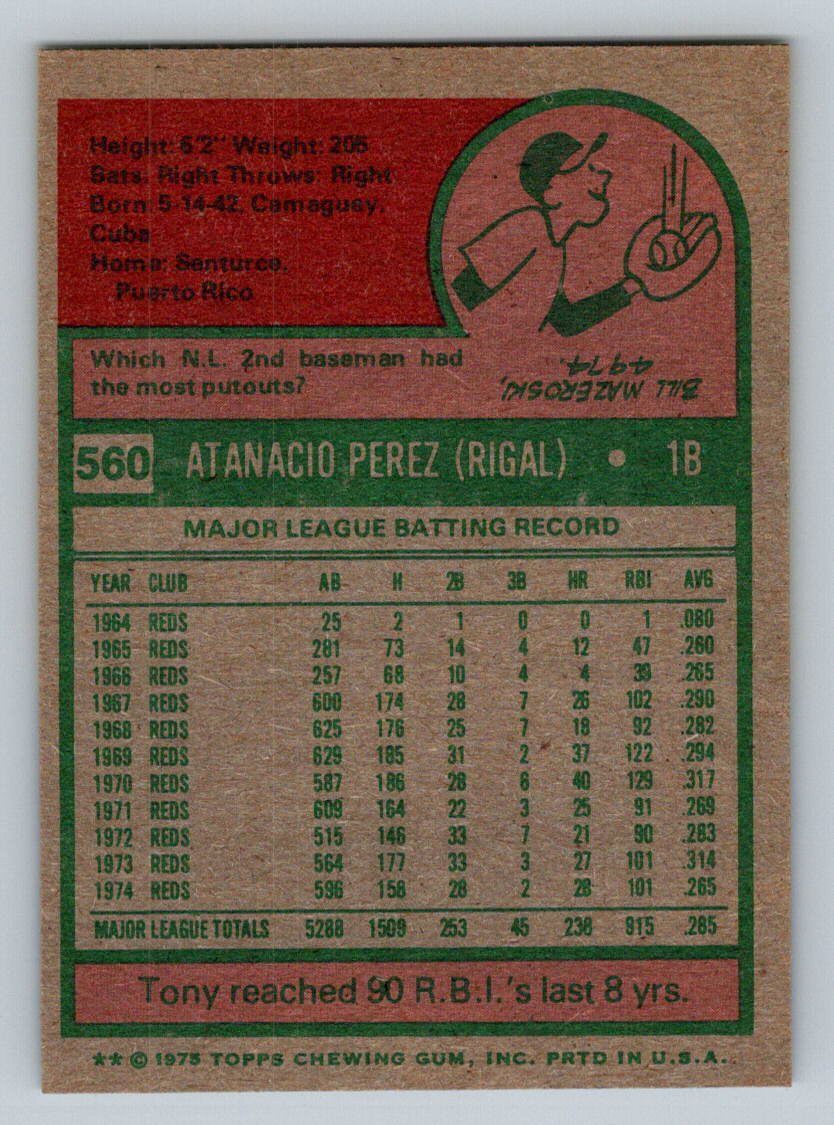 Height: 6'2" Weight: 205
Bats: Right Throws: Right
Born: 5-14-42, Camaguey,
Cuba
Home: Santurce,
Puerto Rico
Which N.L. 2nd baseman had
the most putouts?
BILL MAZEROSKI,
4974.
560 ATANACIO PEREZ (RIGAL) • 1B
MAJOR LEAGUE BATTING RECORD
YEAR CLUB AB H 2B 3B HR RBI AVG
1964 REDS 25 2 1 0 0 1 .080
1965 REDS 281 73 14 4 12 47 .260
1966 REDS 257 68 10 4 4 39 .265
1967 REDS 600 174 28 7 26 102 .290
1968 REDS 625 176 25 7 18 92 .282
1969 REDS 629 185 31 2 37 122 .294
1970 REDS 587 186 28 6 40 129 .317
1971 REDS 609 164 22 3 25 91 .269
1972 REDS 515 146 33 7 21 90 .283
1973 REDS 564 177 33 3 27 101 .314
1974 REDS 596 158 28 2 28 101 .265
MAJOR LEAGUE TOTALS 5288 1509 253 45 238 915 .285
Tony reached 90 R.B.I.'s last 8 yrs.
** © 1975 TOPPS CHEWING GUM, INC. PRTD IN U.S.A.